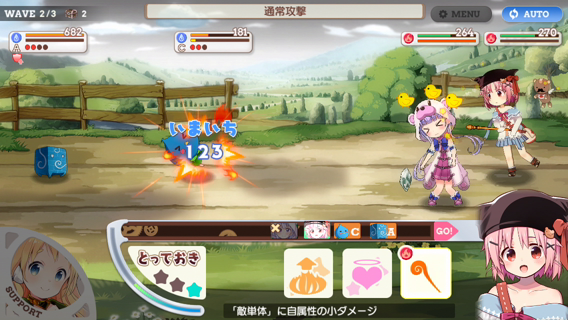 WAVE 2/3 2
通常攻撃
MENU
AUTO
682
A
181
C
264
270
いまいち
123
C
A
GO!
とっておき
SUPPORT
「敵単体」に自属性の小ダメージ